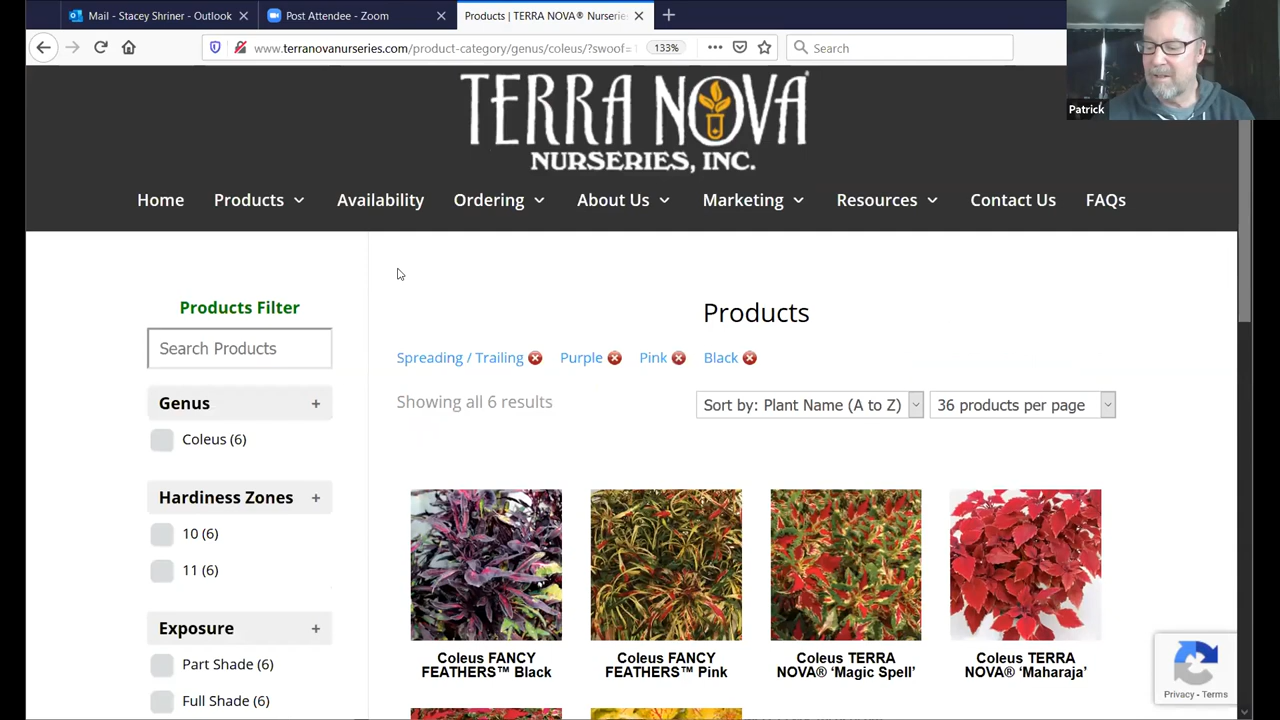 Mail - Stacey Shriner - Outlook
Post Attendee - Zoom
Products | TERRA NOVA® Nurserie
www.terranovanurseries.com/product-category/genus/coleus/?swoof=
133%
Search
Patrick
TERRA NOVA®
NURSERIES, INC.
Home
Products
Availability
Ordering
About Us
Marketing
Resources
Contact Us
FAQs
Products Filter
Search Products
Genus +
Coleus (6)
Hardiness Zones +
10 (6)
11 (6)
Exposure +
Part Shade (6)
Full Shade (6)
Products
Spreading / Trailing
Purple
Pink
Black
Showing all 6 results
Sort by: Plant Name (A to Z)
36 products per page
Coleus FANCY
FEATHERS™ Black
Coleus FANCY
FEATHERS™ Pink
Coleus TERRA
NOVA® ‘Magic Spell’
Coleus TERRA
NOVA® ‘Maharaja’
Privacy - Terms